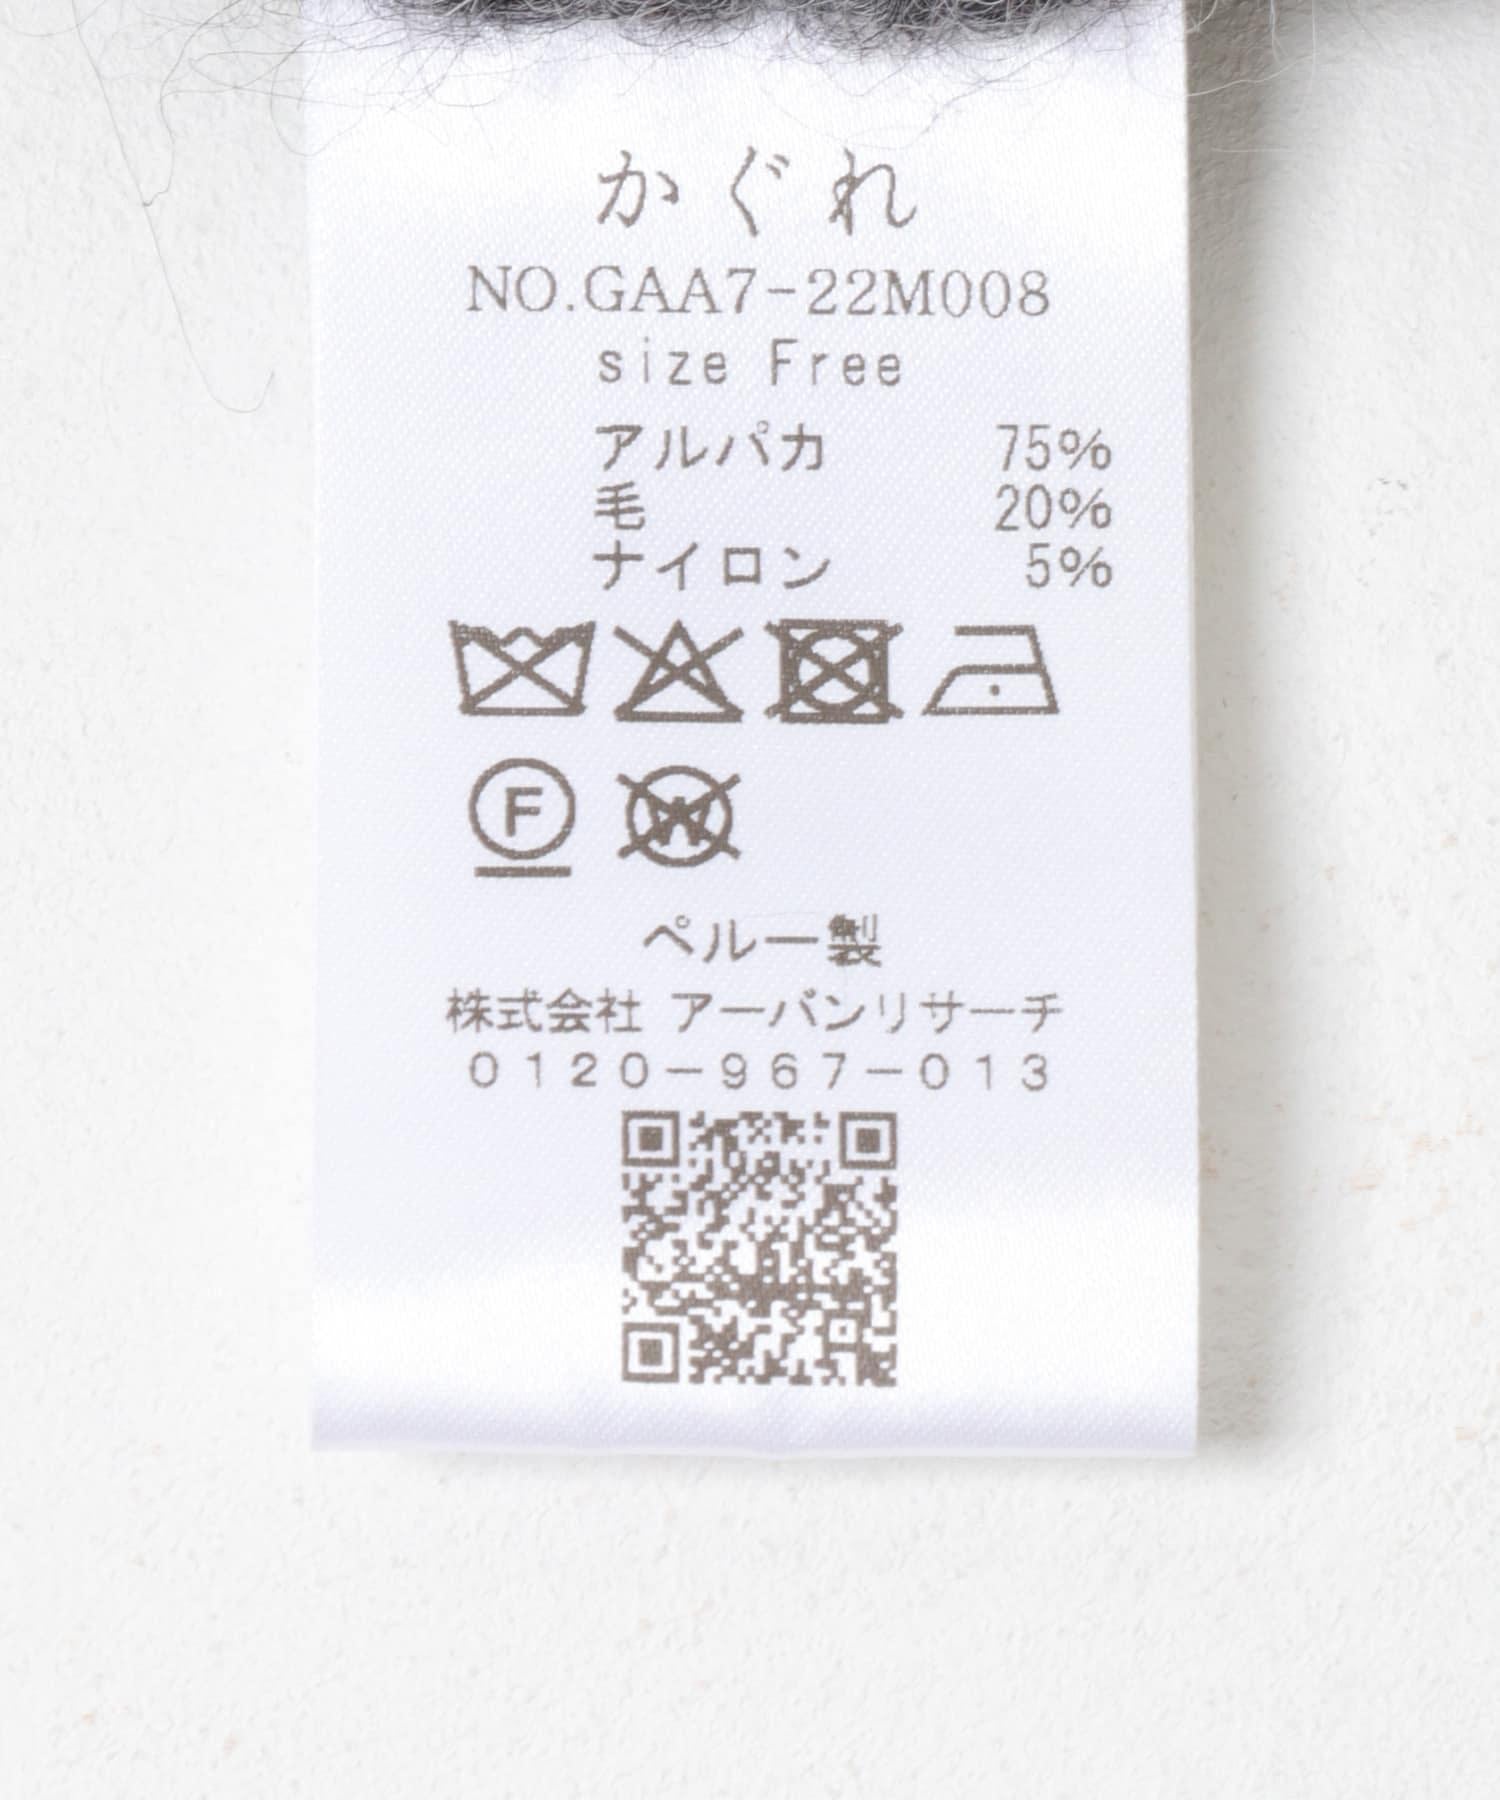 かぐれ
NO.GAA7-22M008
size Free
アルパカ 75%
毛 20%
ナイロン 5%
F W
ペルー製
株式会社 アーバンリサーチ
0120-967-013